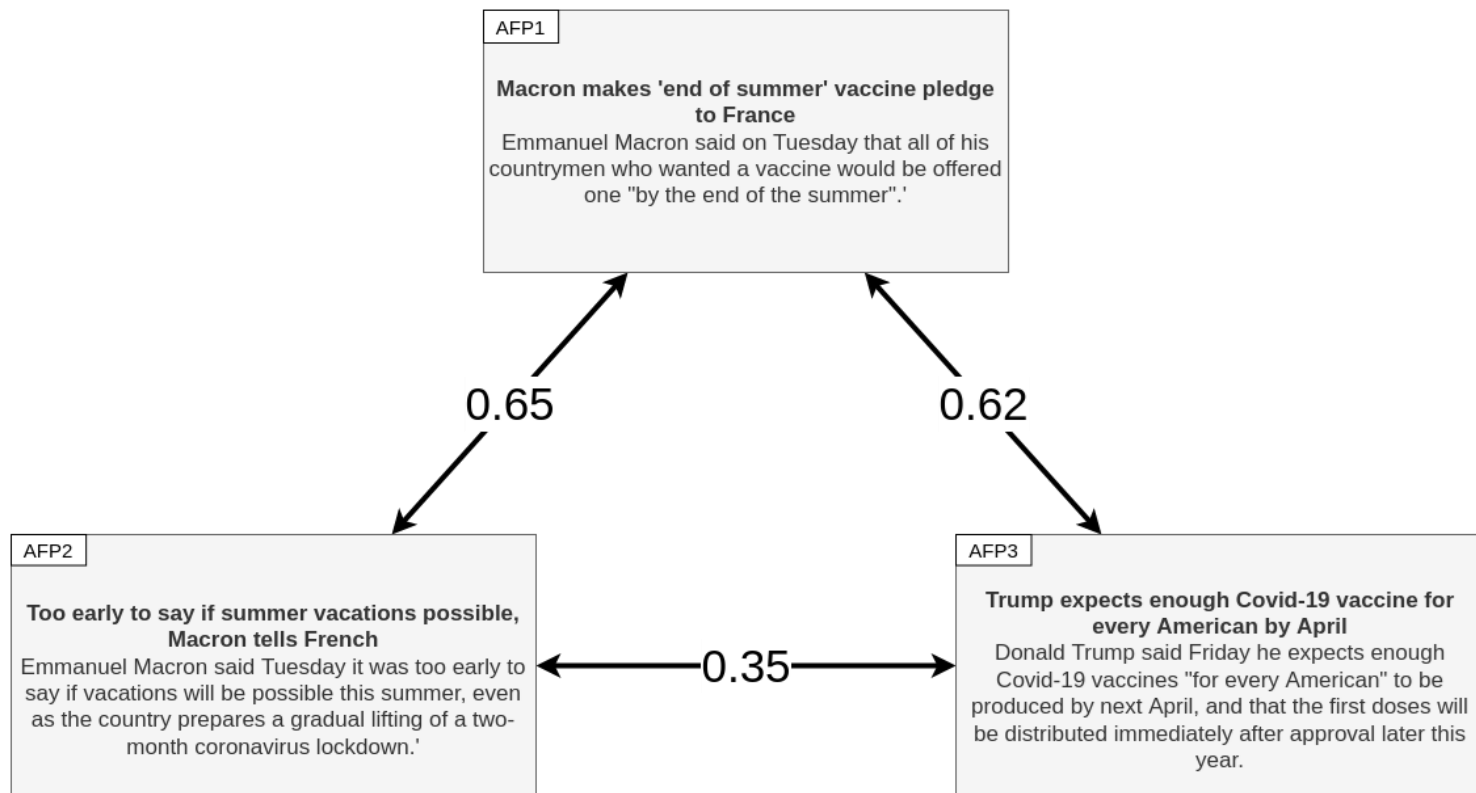 AFP1
Macron makes 'end of summer' vaccine pledge
to France
Emmanuel Macron said on Tuesday that all of his
countrymen who wanted a vaccine would be offered
one "by the end of the summer".'
0.65
0.62
AFP2
Too early to say if summer vacations possible,
Macron tells French
Emmanuel Macron said Tuesday it was too early to
say if vacations will be possible this summer, even
as the country prepares a gradual lifting of a two-
month coronavirus lockdown.'
0.35
AFP3
Trump expects enough Covid-19 vaccine for
every American by April
Donald Trump said Friday he expects enough
Covid-19 vaccines "for every American" to be
produced by next April, and that the first doses will
be distributed immediately after approval later this
year.